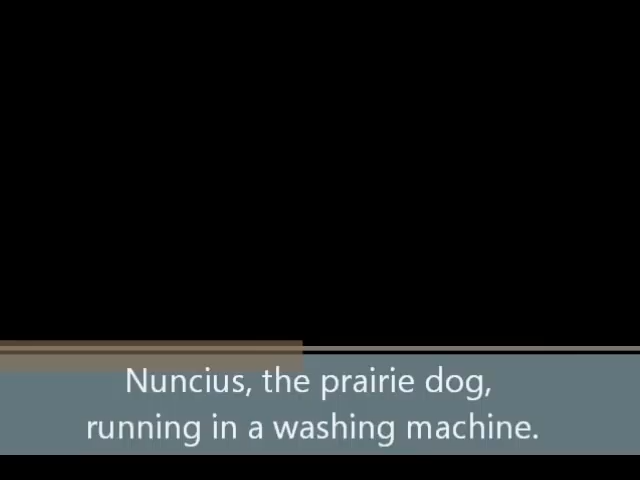 Nuncius, the prairie dog,
running in a washing machine.